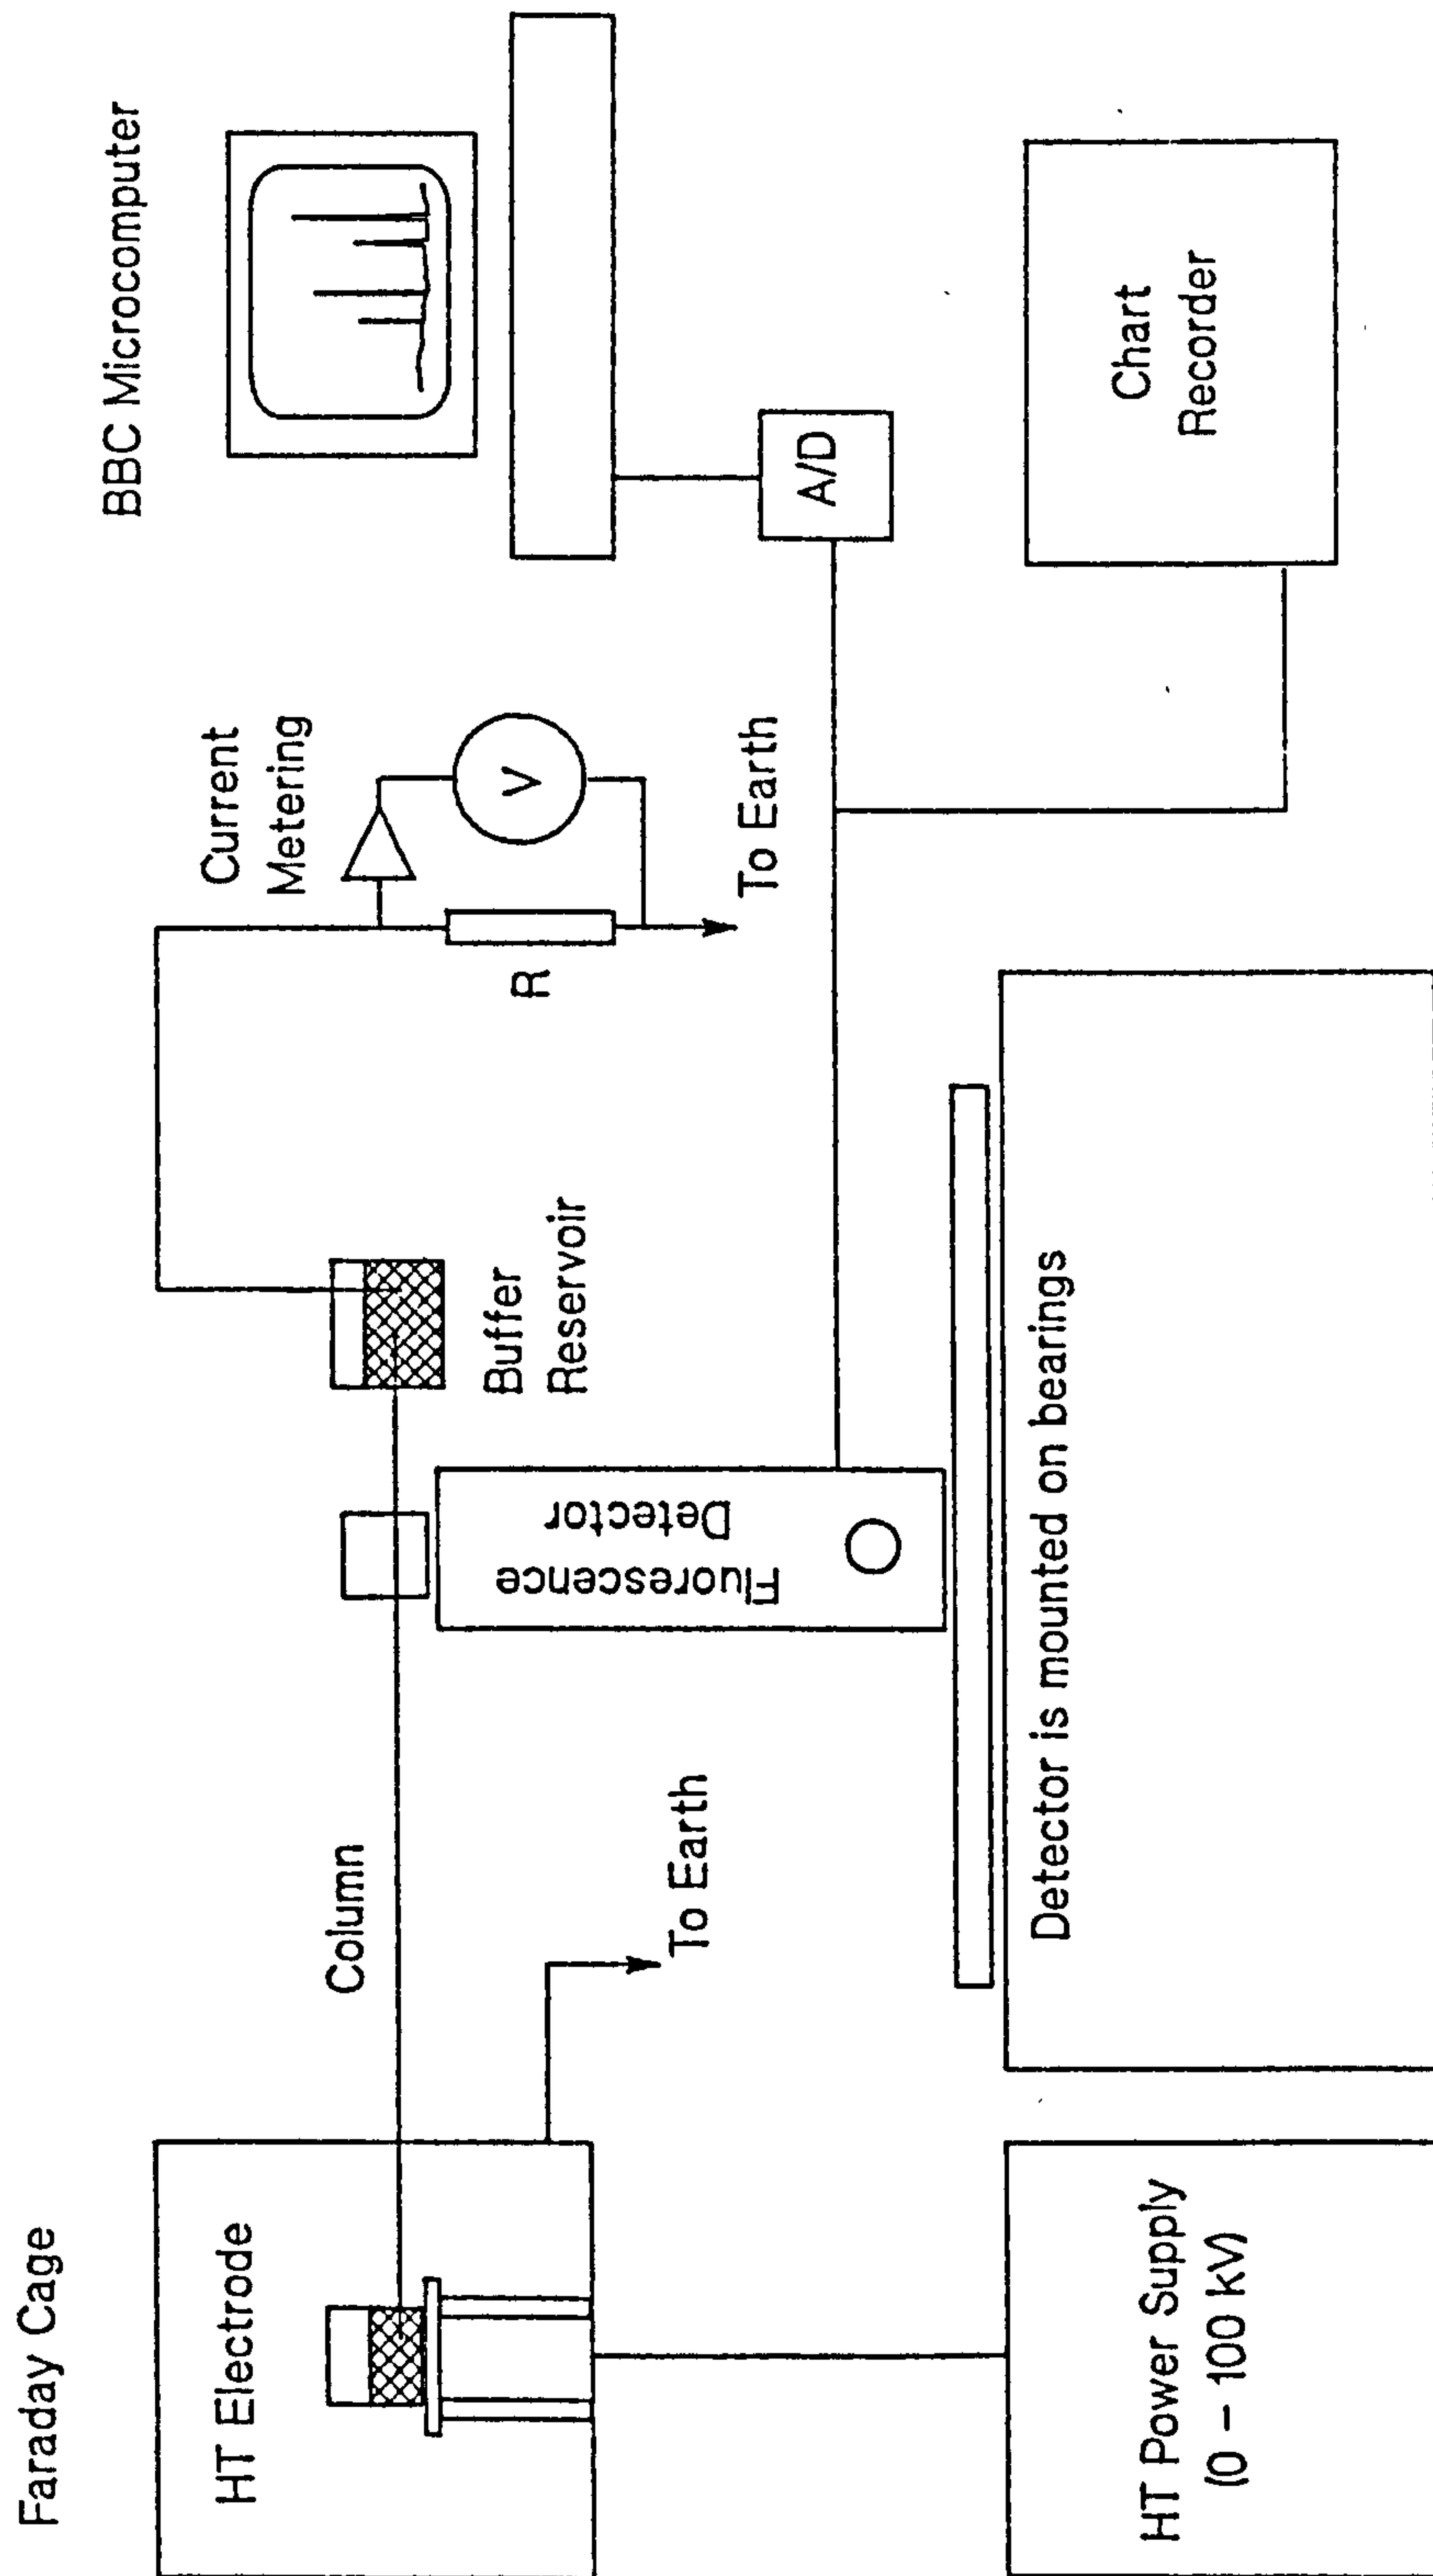 Faraday Cage
HT Electrode
HT Power Supply
(0 – 100 kV)
Column
To Earth
Detector is mounted on bearings
Fluorescence
Detector
Buffer
Reservoir
Current
Metering
R
V
To Earth
BBC Microcomputer
A/D
Chart
Recorder